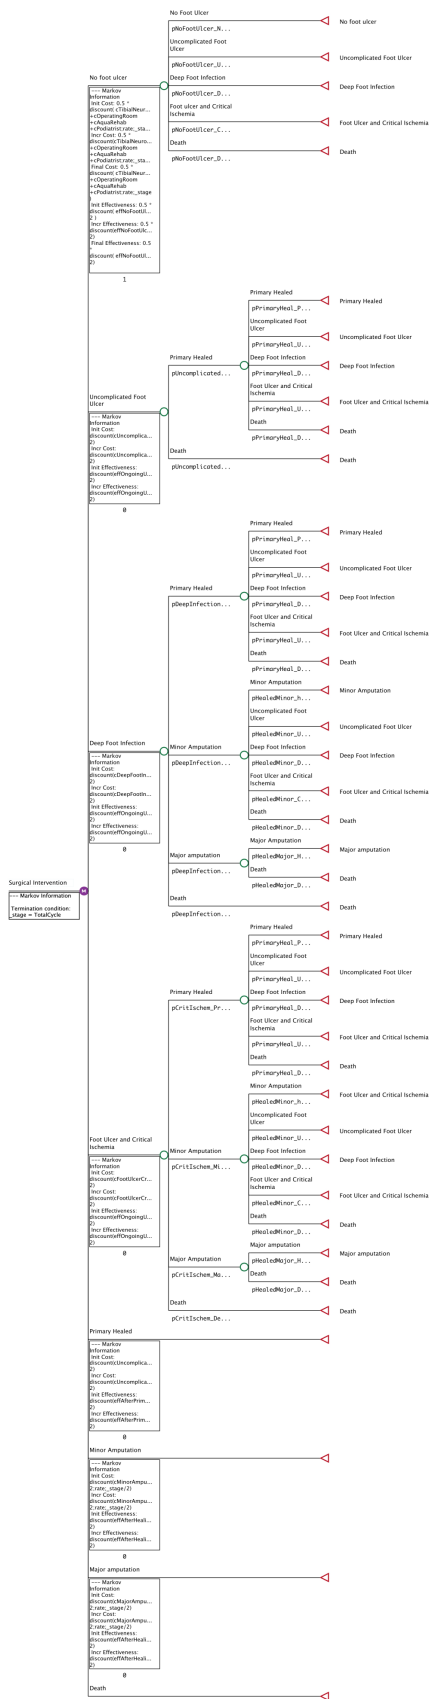 Surgical Intervention
--- Markov Information
Termination condition:
_stage = TotalCycle
No foot ulcer
--- Markov
Information
Init Cost: 0.5 *
discount( cTibialNeur...
+cOperatingRoom
+cAquaRehab
+cPodiatrist;rate;_sta...
Incr Cost: 0.5 *
discount(cTibialNeuro...
+cOperatingRoom
+cAquaRehab
+cPodiatrist;rate;_sta...
Final Cost: 0.5 *
discount( cTibialNeur...
+cOperatingRoom
+cAquaRehab
+cPodiatrist;rate;_stage
)
Init Effectiveness: 0.5 *
discount( effNoFootUl...
2 )
Incr Effectiveness: 0.5 *
discount(effNoFootUlc...
2)
Final Effectiveness: 0.5
*
discount( effNoFootUl...
2)
1
No Foot Ulcer
pNoFootUlcer_N...
No foot ulcer
Uncomplicated Foot
Ulcer
pNoFootUlcer_U...
Uncomplicated Foot Ulcer
Deep Foot Infection
pNoFootUlcer_D...
Deep Foot Infection
Foot ulcer and Critical
Ischemia
pNoFootUlcer_C...
Foot Ulcer and Critical Ischemia
Death
pNoFootUlcer_D...
Death
Uncomplicated Foot
Ulcer
--- Markov
Information
Init Cost:
discount(cUncomplica...
2)
Incr Cost:
discount(cUncomplica...
2)
Init Effectiveness:
discount(effOngoingU...
2)
Incr Effectiveness:
discount(effOngoingU...
2)
0
Primary Healed
pUncomplicated...
Primary Healed
pPrimaryHeal_P...
Primary Healed
Uncomplicated Foot
Ulcer
pPrimaryHeal_U...
Uncomplicated Foot Ulcer
Deep Foot Infection
pPrimaryHeal_D...
Deep Foot Infection
Foot Ulcer and Critical
Ischemia
pPrimaryHeal_U...
Foot Ulcer and Critical Ischemia
Death
pPrimaryHeal_D...
Death
Death
pUncomplicated...
Death
Deep Foot Infection
--- Markov
Information
Init Cost:
discount(cDeepFootIn...
2)
Incr Cost:
discount(cDeepFootIn...
2)
Init Effectiveness:
discount(effOngoingU...
2)
Incr Effectiveness:
discount(effOngoingU...
2)
0
Primary Healed
pDeepInfection...
Primary Healed
pPrimaryHeal_P...
Primary Healed
Uncomplicated Foot
Ulcer
pPrimaryHeal_U...
Uncomplicated Foot Ulcer
Deep Foot Infection
pPrimaryHeal_D...
Deep Foot Infection
Foot Ulcer and Critical
Ischemia
pPrimaryHeal_U...
Foot Ulcer and Critical Ischemia
Death
pPrimaryHeal_D...
Death
Minor Amputation
pDeepInfection...
Minor Amputation
pHealedMinor_h...
Minor Amputation
Uncomplicated Foot
Ulcer
pHealedMinor_U...
Uncomplicated Foot Ulcer
Deep Foot Infection
pHealedMinor_D...
Deep Foot Infection
Foot Ulcer and Critical
Ischemia
pHealedMinor_C...
Foot Ulcer and Critical Ischemia
Death
pHealedMinor_D...
Death
Major amputation
pDeepInfection...
Major Amputation
pHealedMajor_H...
Major amputation
Death
pHealedMajor_D...
Death
Death
pDeepInfection...
Death
Foot Ulcer and Critical
Ischemia
--- Markov
Information
Init Cost:
discount(cFootUlcerCr...
2)
Incr Cost:
discount(cFootUlcerCr...
2)
Init Effectiveness:
discount(effOngoingU...
2)
Incr Effectiveness:
discount(effOngoingU...
2)
0
Primary Healed
pCritIschem_Pr...
Primary Healed
pPrimaryHeal_P...
Primary Healed
Uncomplicated Foot
Ulcer
pPrimaryHeal_U...
Uncomplicated Foot Ulcer
Deep Foot Infection
pPrimaryHeal_D...
Deep Foot Infection
Foot Ulcer and Critical
Ischemia
pPrimaryHeal_U...
Foot Ulcer and Critical Ischemia
Death
pPrimaryHeal_D...
Death
Minor Amputation
pCritIschem_Mi...
Minor Amputation
pHealedMinor_h...
Foot Ulcer and Critical Ischemia
Uncomplicated Foot
Ulcer
pHealedMinor_U...
Uncomplicated Foot Ulcer
Deep Foot Infection
pHealedMinor_D...
Deep Foot Infection
Foot Ulcer and Critical
Ischemia
pHealedMinor_C...
Foot Ulcer and Critical Ischemia
Death
pHealedMinor_D...
Death
Major Amputation
pCritIschem_Ma...
Major amputation
pHealedMajor_H...
Major amputation
Death
pHealedMajor_D...
Death
Death
pCritIschem_De...
Death
Primary Healed
--- Markov
Information
Init Cost:
discount(cUncomplica...
2)
Incr Cost:
discount(cUncomplica...
2)
Init Effectiveness:
discount(effAfterPrim...
2)
Incr Effectiveness:
discount(effAfterPrim...
2)
0
Minor Amputation
--- Markov
Information
Init Cost:
discount(cMinorAmpu...
2;rate;_stage/2)
Incr Cost:
discount(cMinorAmpu...
2;rate;_stage/2)
Init Effectiveness:
discount(effAfterHeali...
2)
Incr Effectiveness:
discount(effAfterHeali...
2)
0
Major amputation
--- Markov
Information
Init Cost:
discount(cMajorAmpu...
2;rate;_stage/2)
Incr Cost:
discount(cMajorAmpu...
2;rate;_stage/2)
Init Effectiveness:
discount(effAfterHeali...
2)
Incr Effectiveness:
discount(effAfterHeali...
2)
0
Death